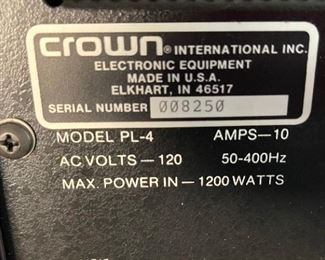 crown® INTERNATIONAL INC.
ELECTRONIC EQUIPMENT
MADE IN U.S.A.
ELKHART, IN 46517
SERIAL NUMBER 008250
MODEL PL-4 AMPS—10
AC VOLTS — 120 50-400Hz
MAX. POWER IN — 1200 WATTS